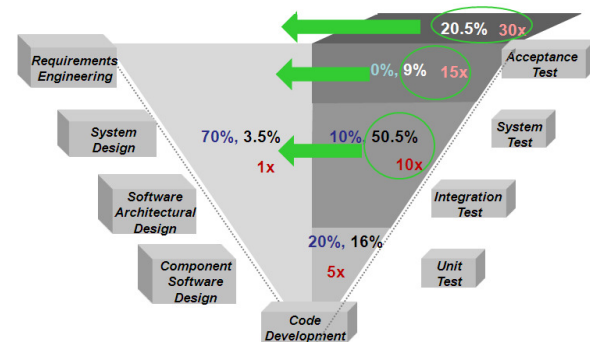 20.5% 30x
Requirements
Engineering
0%, 9% 15x
Acceptance
Test
System
Design
70%, 3.5%
1x
10%, 50.5%
10x
System
Test
Software
Architectural
Design
Integration
Test
Component
Software
Design
20%, 16%
5x
Unit
Test
Code
Development